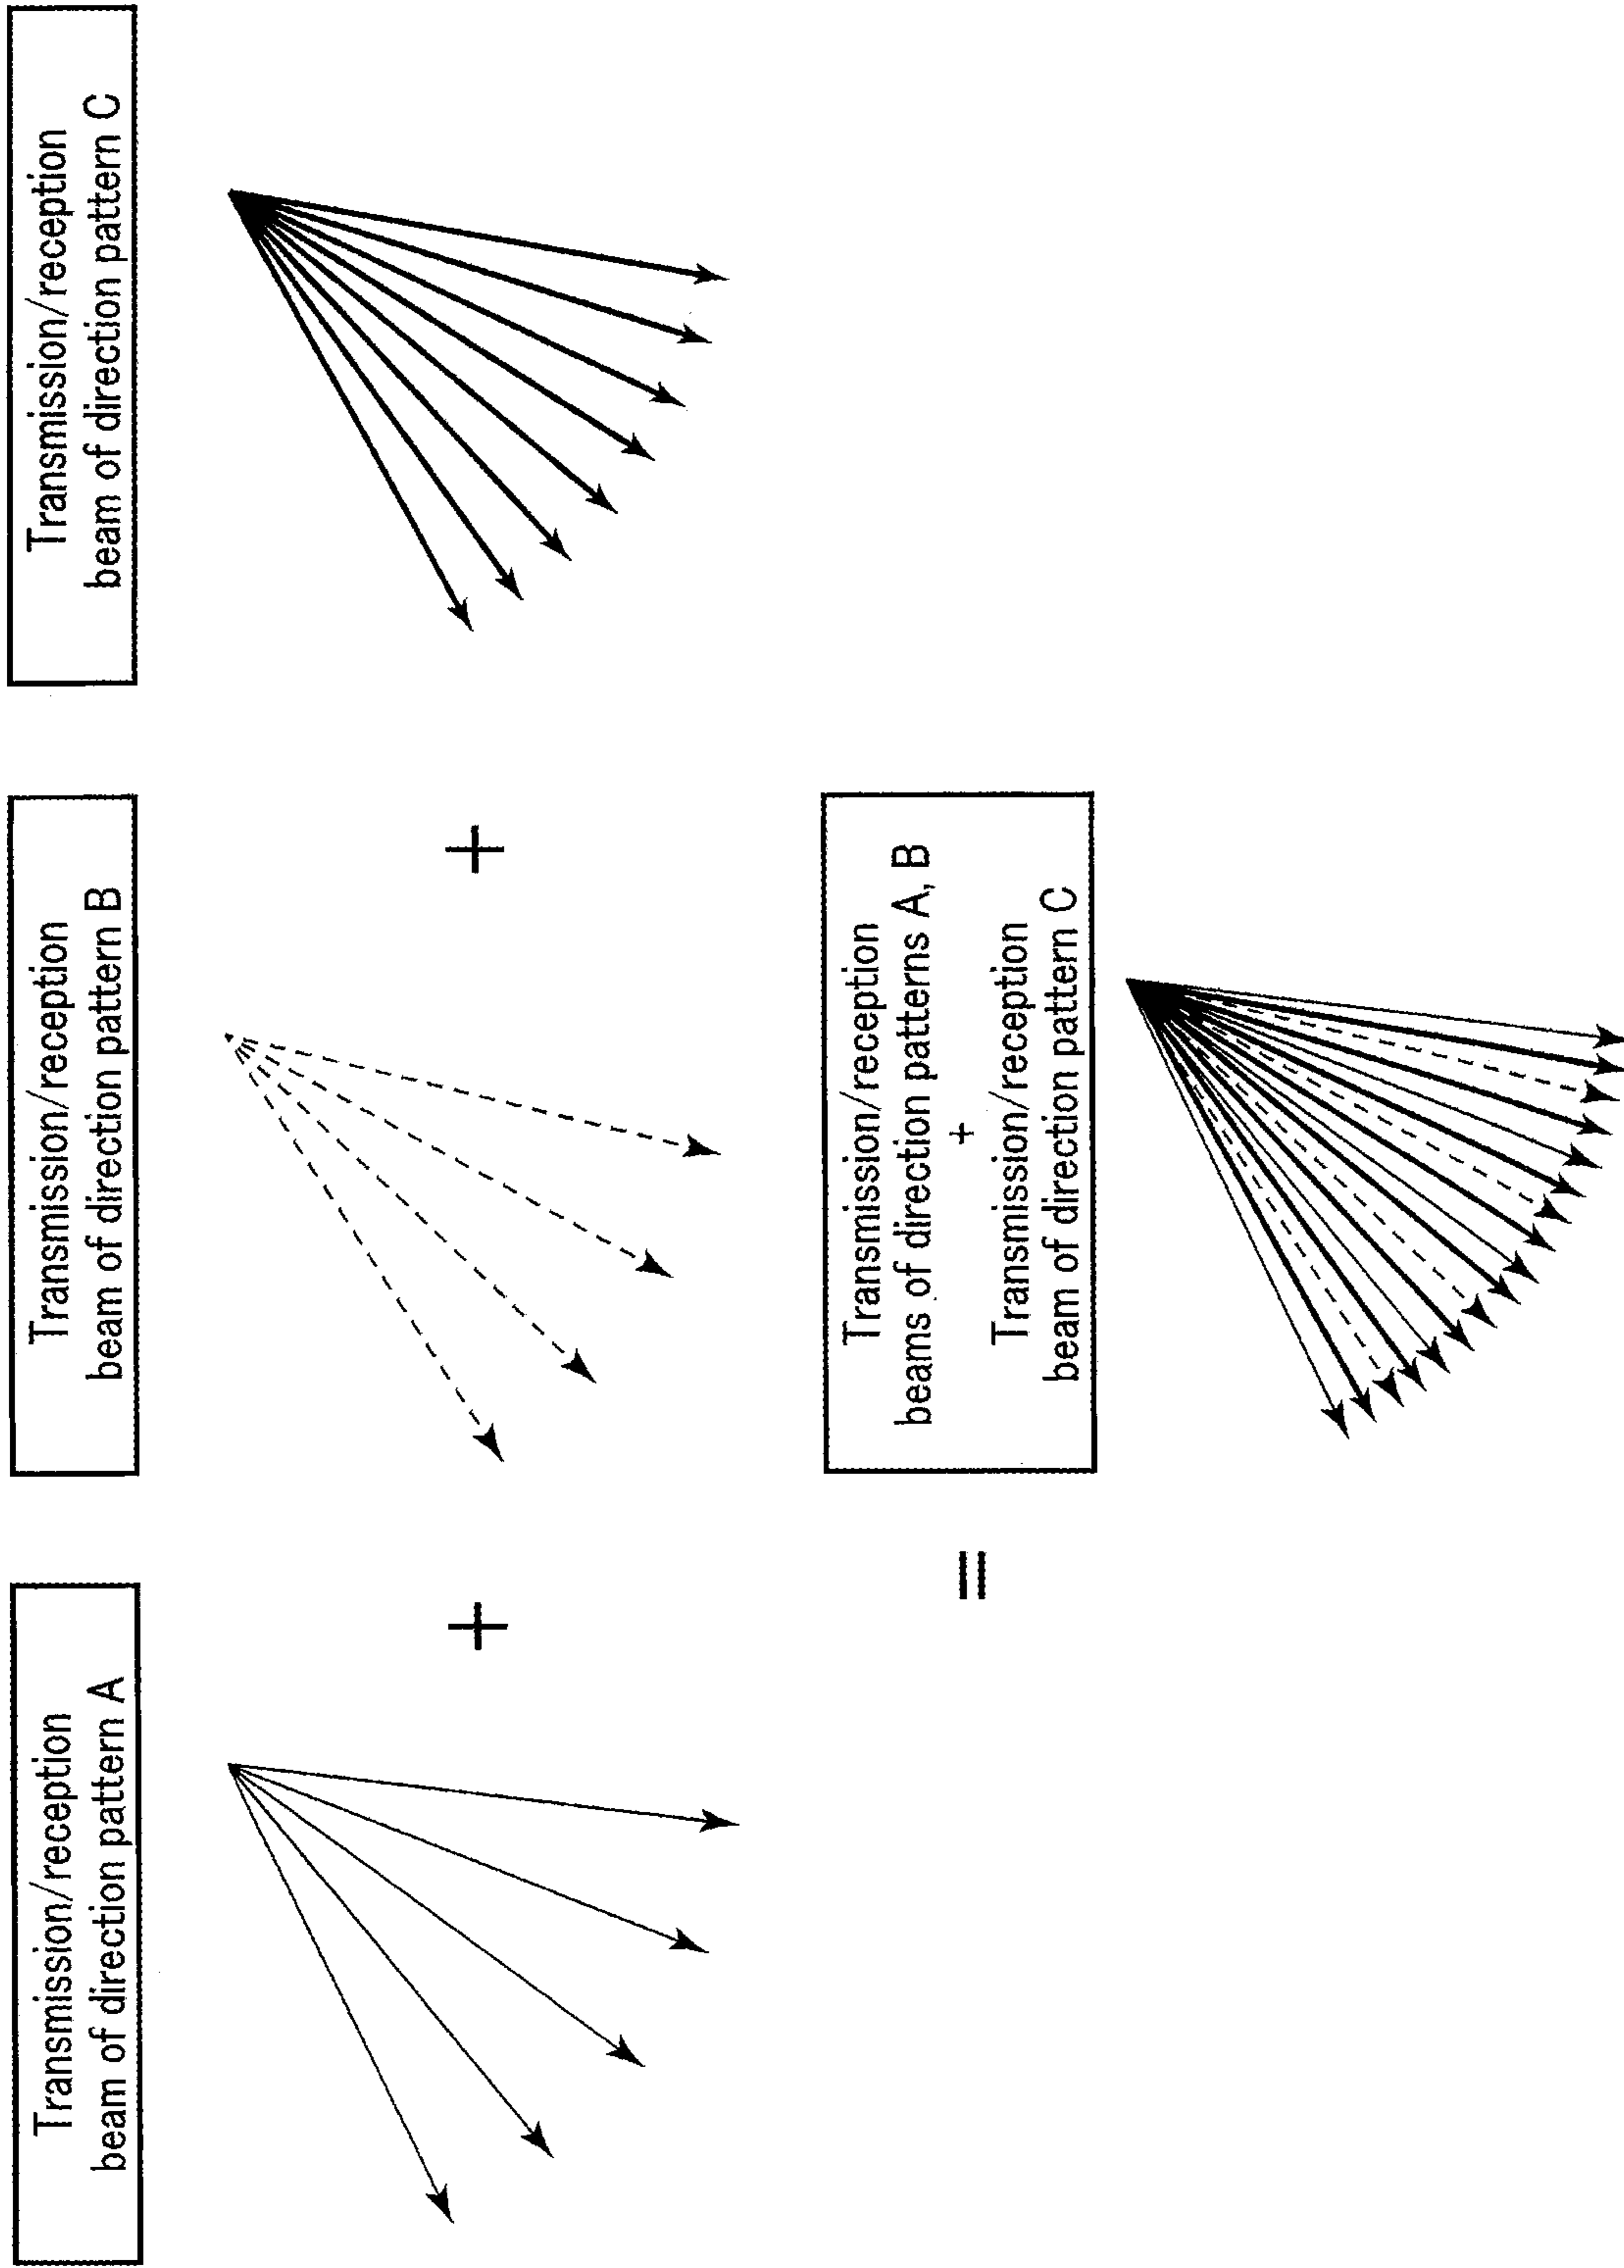 Transmission/reception
beam of direction pattern A
+
Transmission/reception
beam of direction pattern B
+
Transmission/reception
beam of direction pattern C
=
Transmission/reception
beams of direction patterns A, B
+
Transmission/reception
beam of direction pattern C